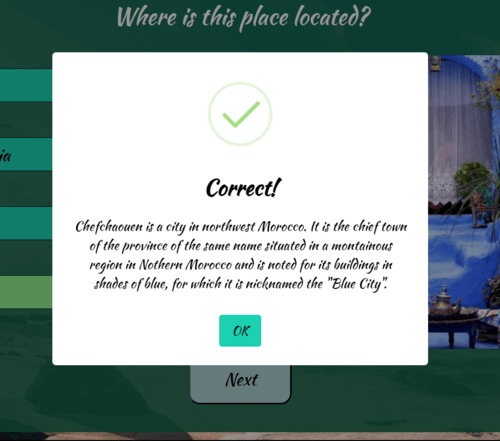 Where is this place located?
ia
Correct!
Chefchaouen is a city in northwest Morocco. It is the chief town
of the province of the same name situated in a montainous
region in Nothern Morocco and is noted for its buildings in
shades of blue, for which it is nicknamed the "Blue City".
OK
Next